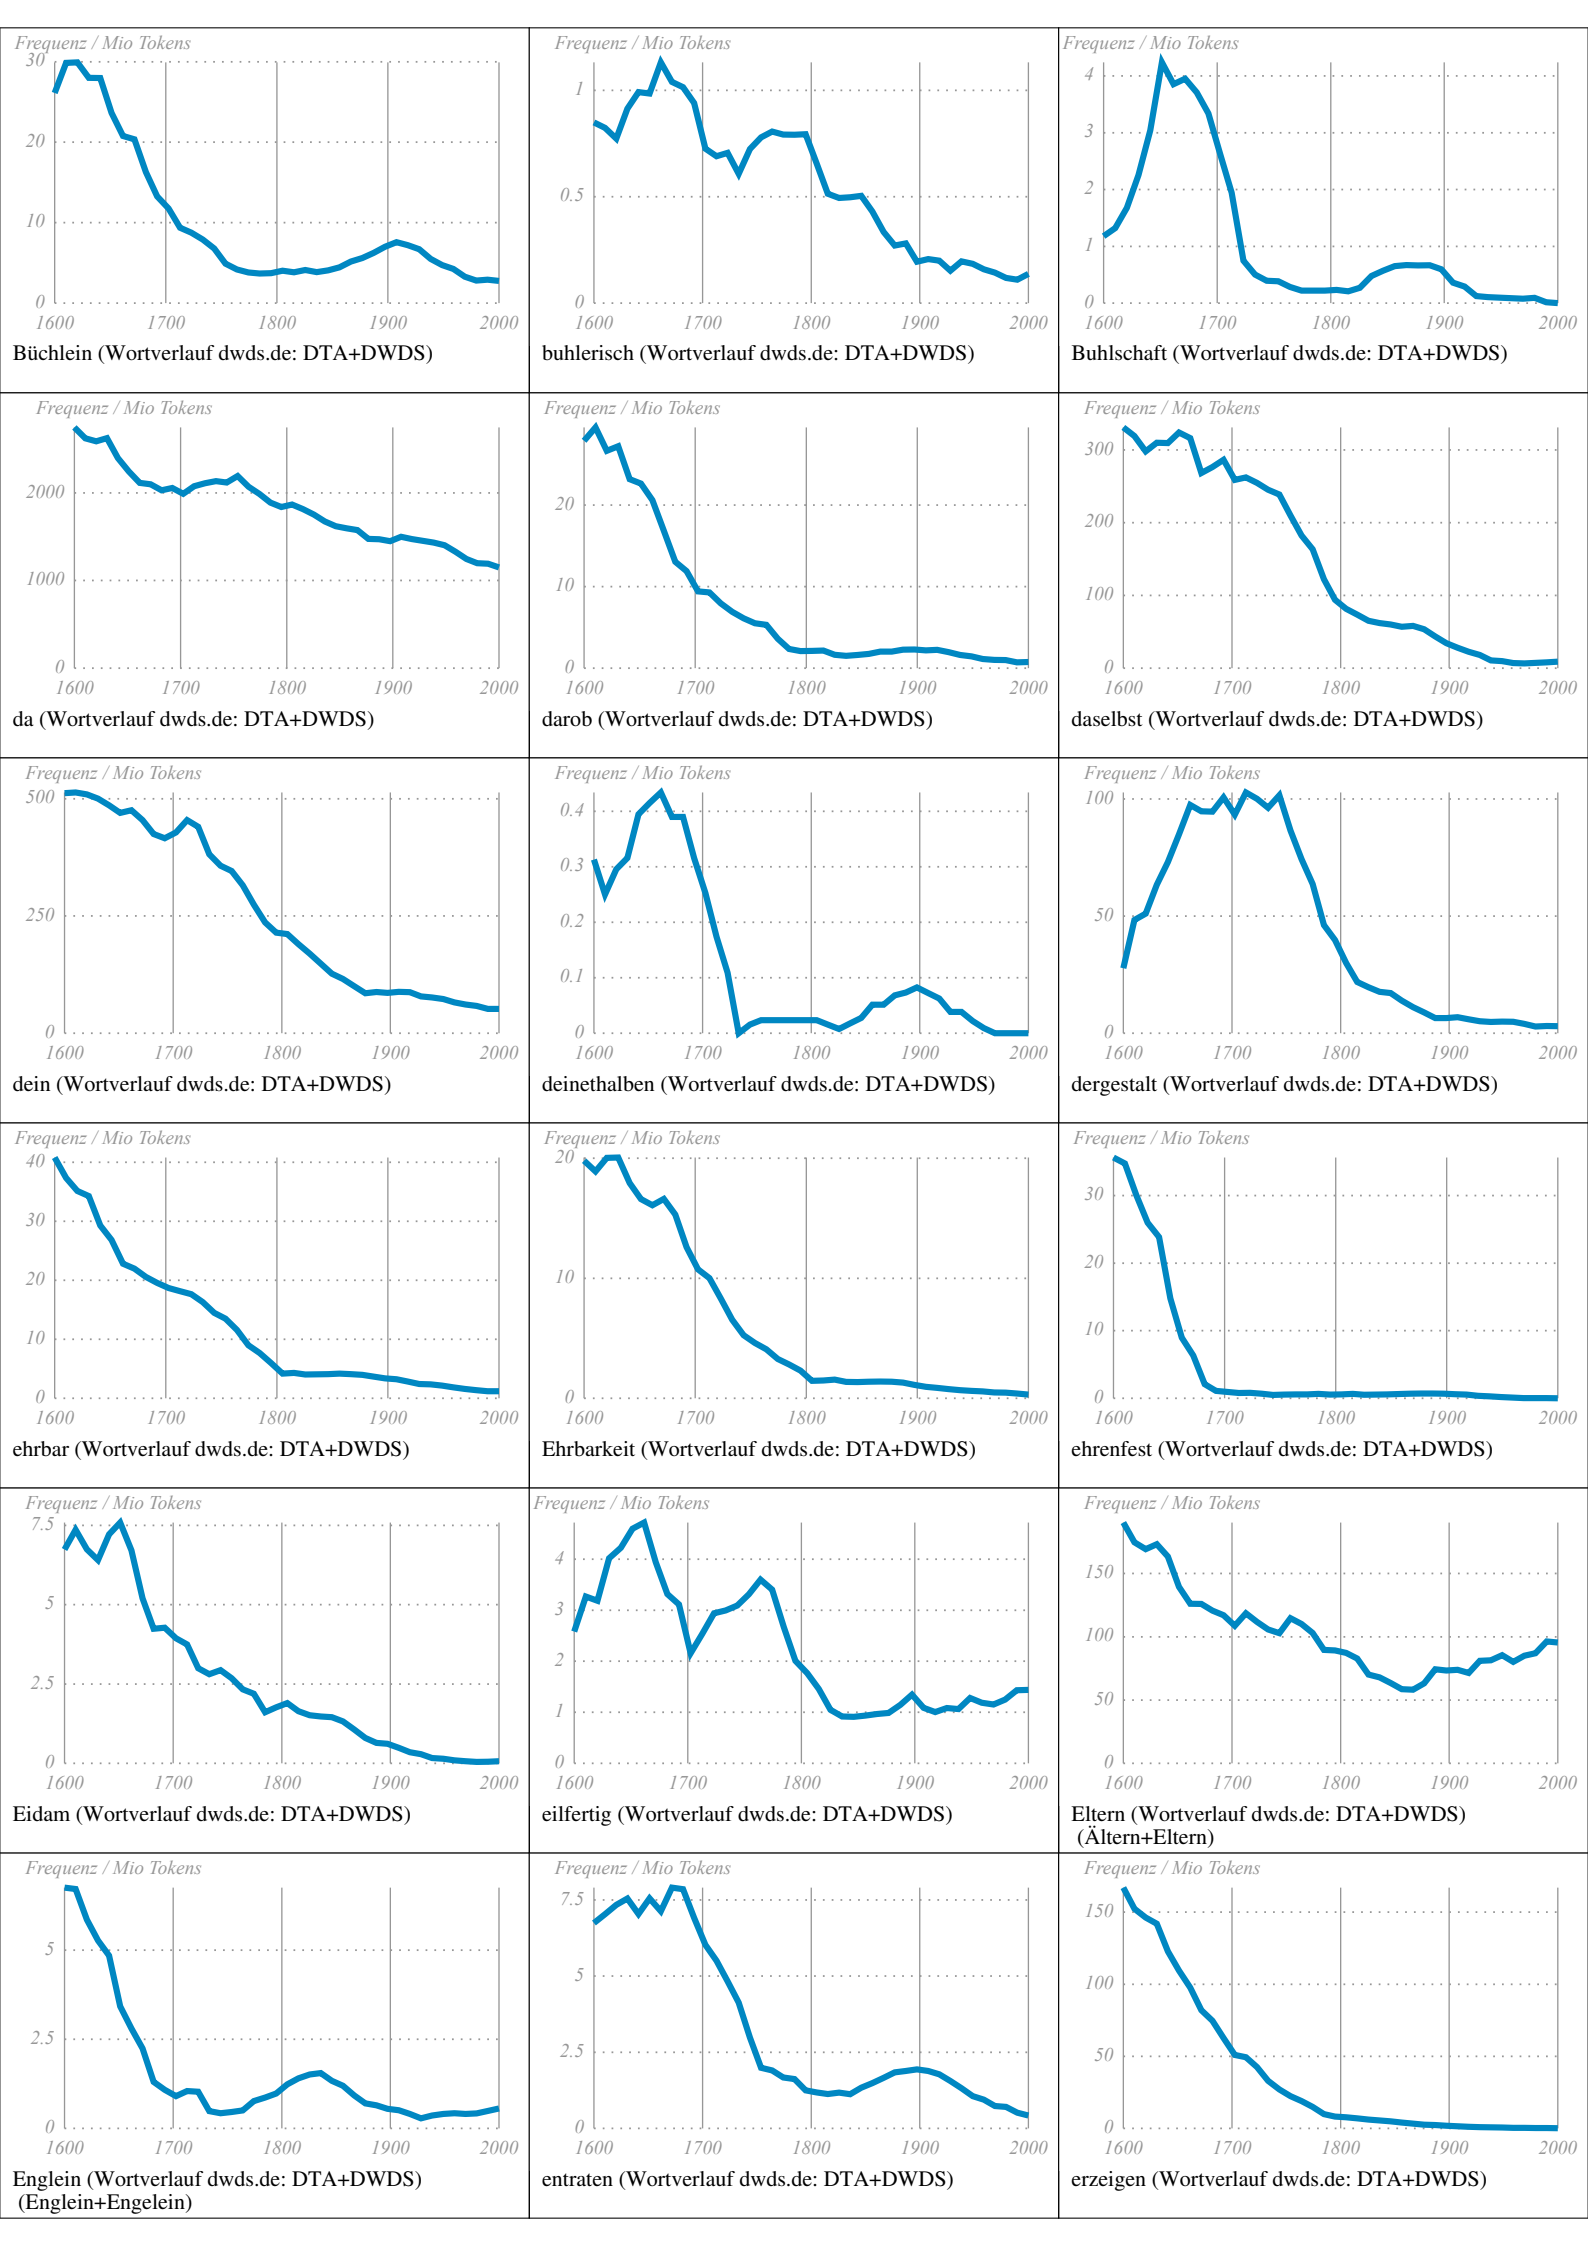 Frequenz / Mio Tokens
30
20
10
0
1600 1700 1800 1900 2000
Büchlein (Wortverlauf dwds.de: DTA+DWDS)
Frequenz / Mio Tokens
1
0.5
0
1600 1700 1800 1900 2000
buhlerisch (Wortverlauf dwds.de: DTA+DWDS)
Frequenz / Mio Tokens
4
3
2
1
0
1600 1700 1800 1900 2000
Buhlschaft (Wortverlauf dwds.de: DTA+DWDS)
Frequenz / Mio Tokens
2000
1000
0
1600 1700 1800 1900 2000
da (Wortverlauf dwds.de: DTA+DWDS)
Frequenz / Mio Tokens
20
10
0
1600 1700 1800 1900 2000
darob (Wortverlauf dwds.de: DTA+DWDS)
Frequenz / Mio Tokens
300
200
100
0
1600 1700 1800 1900 2000
daselbst (Wortverlauf dwds.de: DTA+DWDS)
Frequenz / Mio Tokens
500
250
0
1600 1700 1800 1900 2000
dein (Wortverlauf dwds.de: DTA+DWDS)
Frequenz / Mio Tokens
0.4
0.3
0.2
0.1
0
1600 1700 1800 1900 2000
deinethalben (Wortverlauf dwds.de: DTA+DWDS)
Frequenz / Mio Tokens
100
50
0
1600 1700 1800 1900 2000
dergestalt (Wortverlauf dwds.de: DTA+DWDS)
Frequenz / Mio Tokens
40
30
20
10
0
1600 1700 1800 1900 2000
ehrbar (Wortverlauf dwds.de: DTA+DWDS)
Frequenz / Mio Tokens
20
10
0
1600 1700 1800 1900 2000
Ehrbarkeit (Wortverlauf dwds.de: DTA+DWDS)
Frequenz / Mio Tokens
30
20
10
0
1600 1700 1800 1900 2000
ehrenfest (Wortverlauf dwds.de: DTA+DWDS)
Frequenz / Mio Tokens
7.5
5
2.5
0
1600 1700 1800 1900 2000
Eidam (Wortverlauf dwds.de: DTA+DWDS)
Frequenz / Mio Tokens
4
3
2
1
0
1600 1700 1800 1900 2000
eilfertig (Wortverlauf dwds.de: DTA+DWDS)
Frequenz / Mio Tokens
150
100
50
0
1600 1700 1800 1900 2000
Eltern (Wortverlauf dwds.de: DTA+DWDS)
(Ältern+Eltern)
Frequenz / Mio Tokens
5
2.5
0
1600 1700 1800 1900 2000
Englein (Wortverlauf dwds.de: DTA+DWDS)
(Englein+Engelein)
Frequenz / Mio Tokens
7.5
5
2.5
0
1600 1700 1800 1900 2000
entraten (Wortverlauf dwds.de: DTA+DWDS)
Frequenz / Mio Tokens
150
100
50
0
1600 1700 1800 1900 2000
erzeigen (Wortverlauf dwds.de: DTA+DWDS)